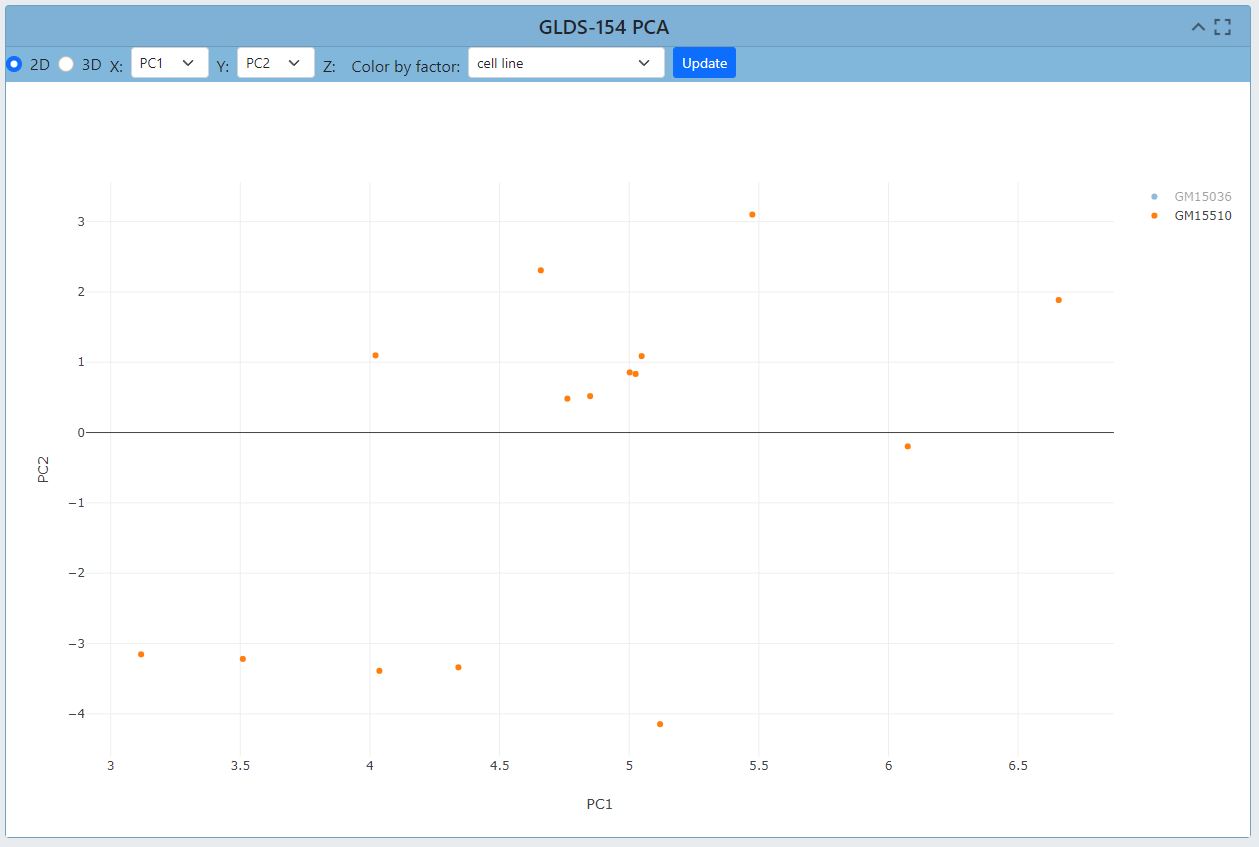 GLDS-154 PCA
2D 3D X: PC1 Y: PC2 Z: Color by factor: cell line Update
GM15036
GM15510
3
2
1
0
−1
−2
−3
−4
PC2
3 3.5 4 4.5 5 5.5 6 6.5
PC1